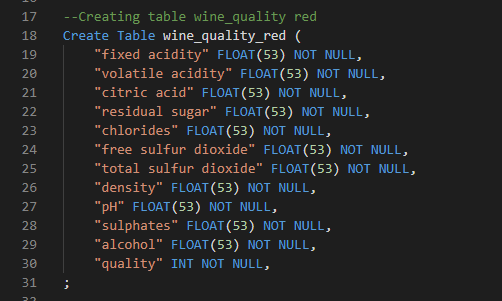 17 --Creating table wine_quality red
18 Create Table wine_quality_red (
19 "fixed acidity" FLOAT(53) NOT NULL,
20 "volatile acidity" FLOAT(53) NOT NULL,
21 "citric acid" FLOAT(53) NOT NULL,
22 "residual sugar" FLOAT(53) NOT NULL,
23 "chlorides" FLOAT(53) NOT NULL,
24 "free sulfur dioxide" FLOAT(53) NOT NULL,
25 "total sulfur dioxide" FLOAT(53) NOT NULL,
26 "density" FLOAT(53) NOT NULL,
27 "pH" FLOAT(53) NOT NULL,
28 "sulphates" FLOAT(53) NOT NULL,
29 "alcohol" FLOAT(53) NOT NULL,
30 "quality" INT NOT NULL,
31 ;